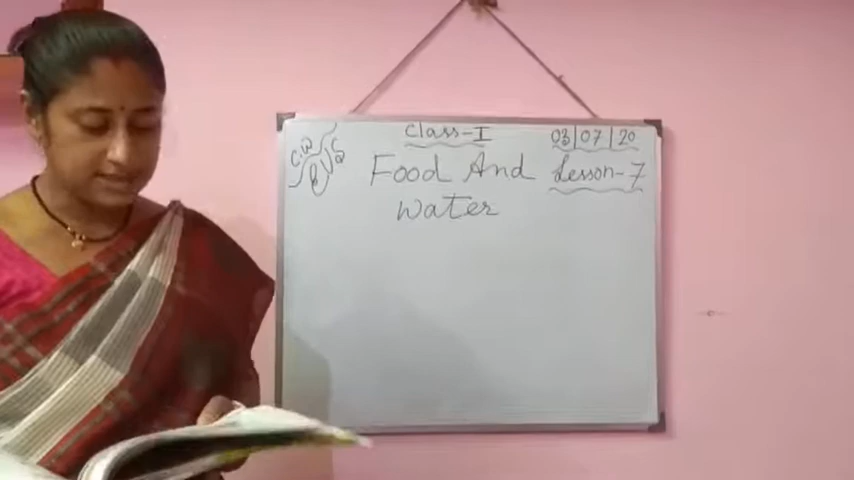 C.W
Class-I
03/07/20
Food And
Lesson-7
Water